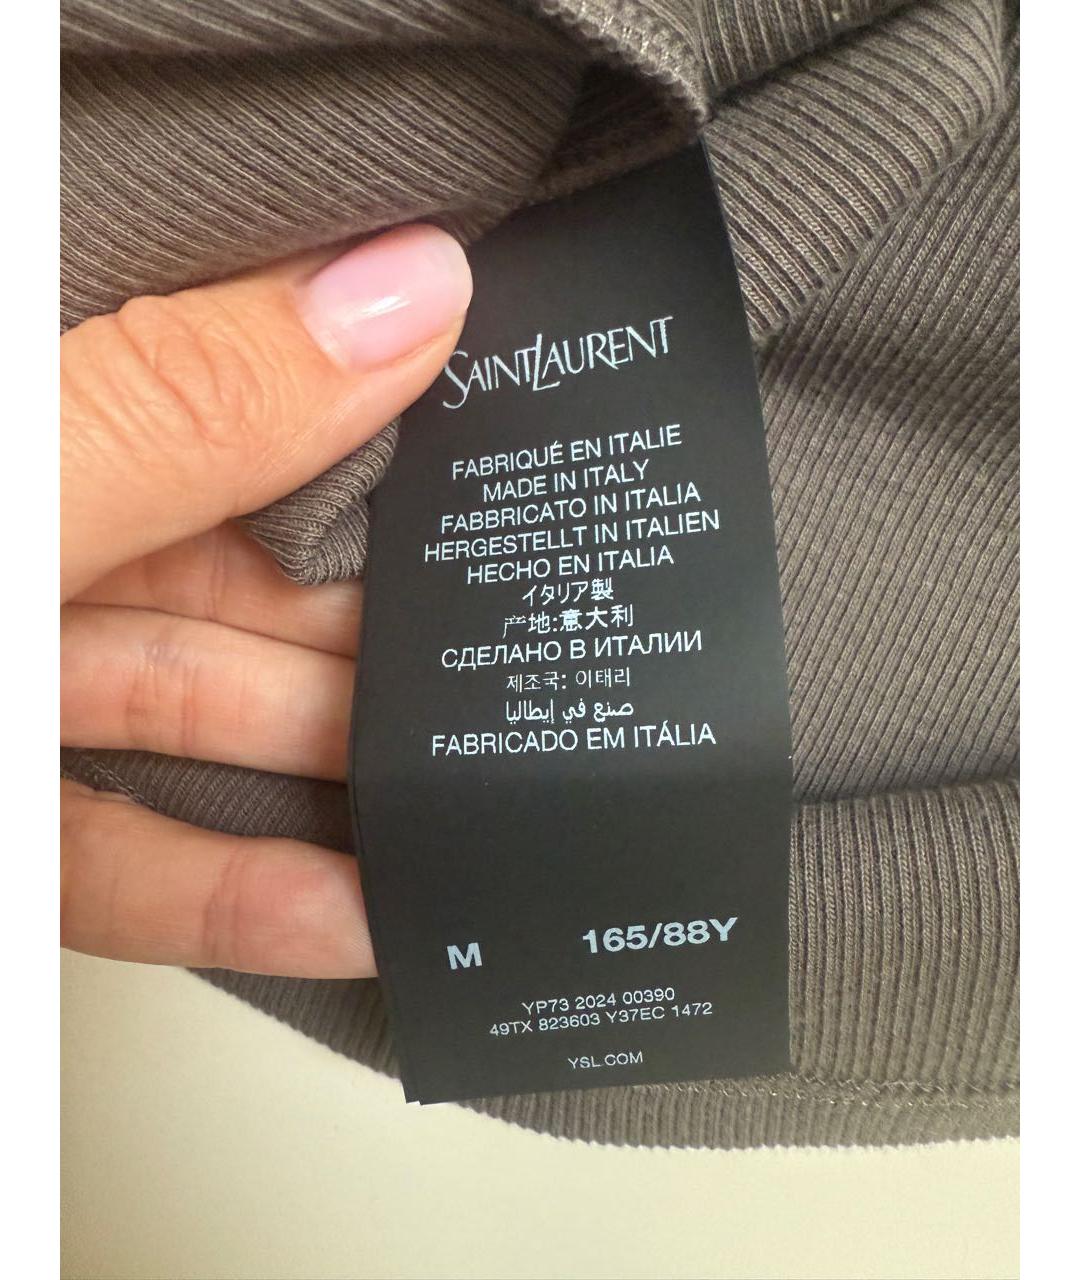 SAINT LAURENT
FABRIQUÉ EN ITALIE
MADE IN ITALY
FABBRICATO IN ITALIA
HERGESTELLT IN ITALIEN
HECHO EN ITALIA
イタリア製
产地:意大利
СДЕЛАНО В ИТАЛИИ
제조국: 이태리
صنع في إيطاليا
FABRICADO EM ITÁLIA
M 165/88Y
YP73 2024 00390
49TX 823603 Y37EC 1472
YSL.COM